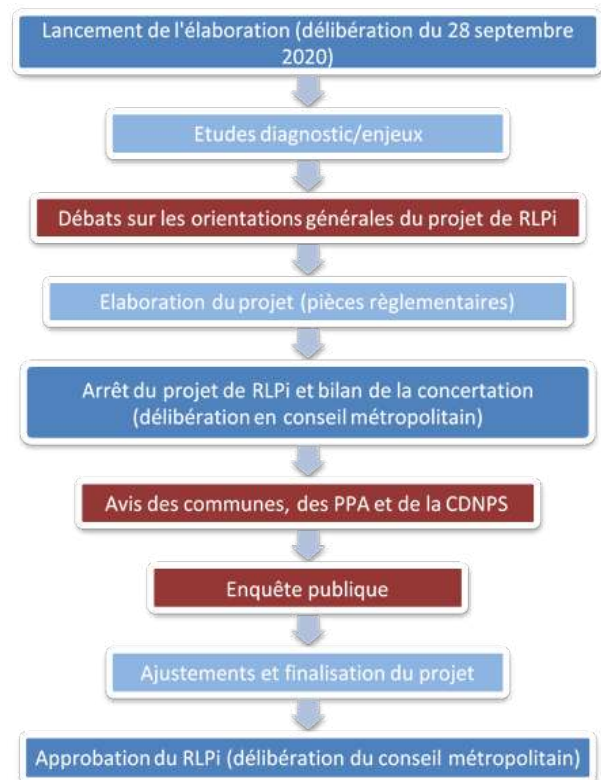 Lancement de l'élaboration (délibération du 28 septembre
2020)
Etudes diagnostic/enjeux
Débats sur les orientations générales du projet de RLPi
Elaboration du projet (pièces règlementaires)
Arrêt du projet de RLPi et bilan de la concertation
(délibération en conseil métropolitain)
Avis des communes, des PPA et de la CDNPS
Enquête publique
Ajustements et finalisation du projet
Approbation du RLPi (délibération du conseil métropolitain)